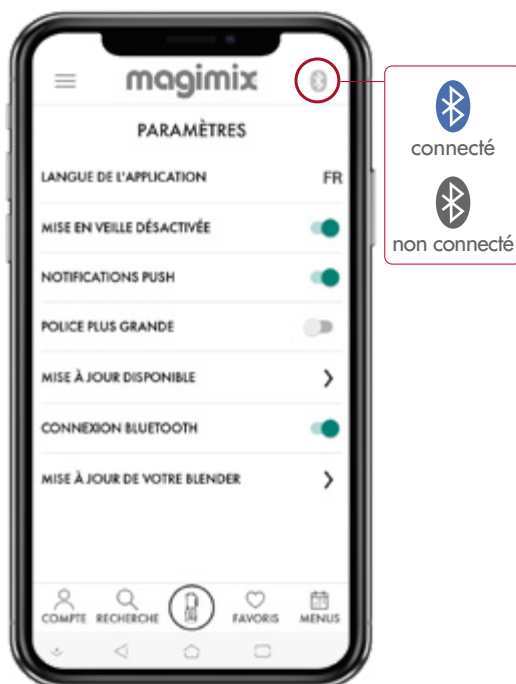 magimix
PARAMÈTRES
LANGUE DE L'APPLICATION FR
MISE EN VEILLE DÉSACTIVÉE
NOTIFICATIONS PUSH
POLICE PLUS GRANDE
MISE À JOUR DISPONIBLE
CONNEXION BLUETOOTH
MISE À JOUR DE VOTRE BLENDER
COMPTE RECHERCHE FAVORIS MENUS
connecté
non connecté